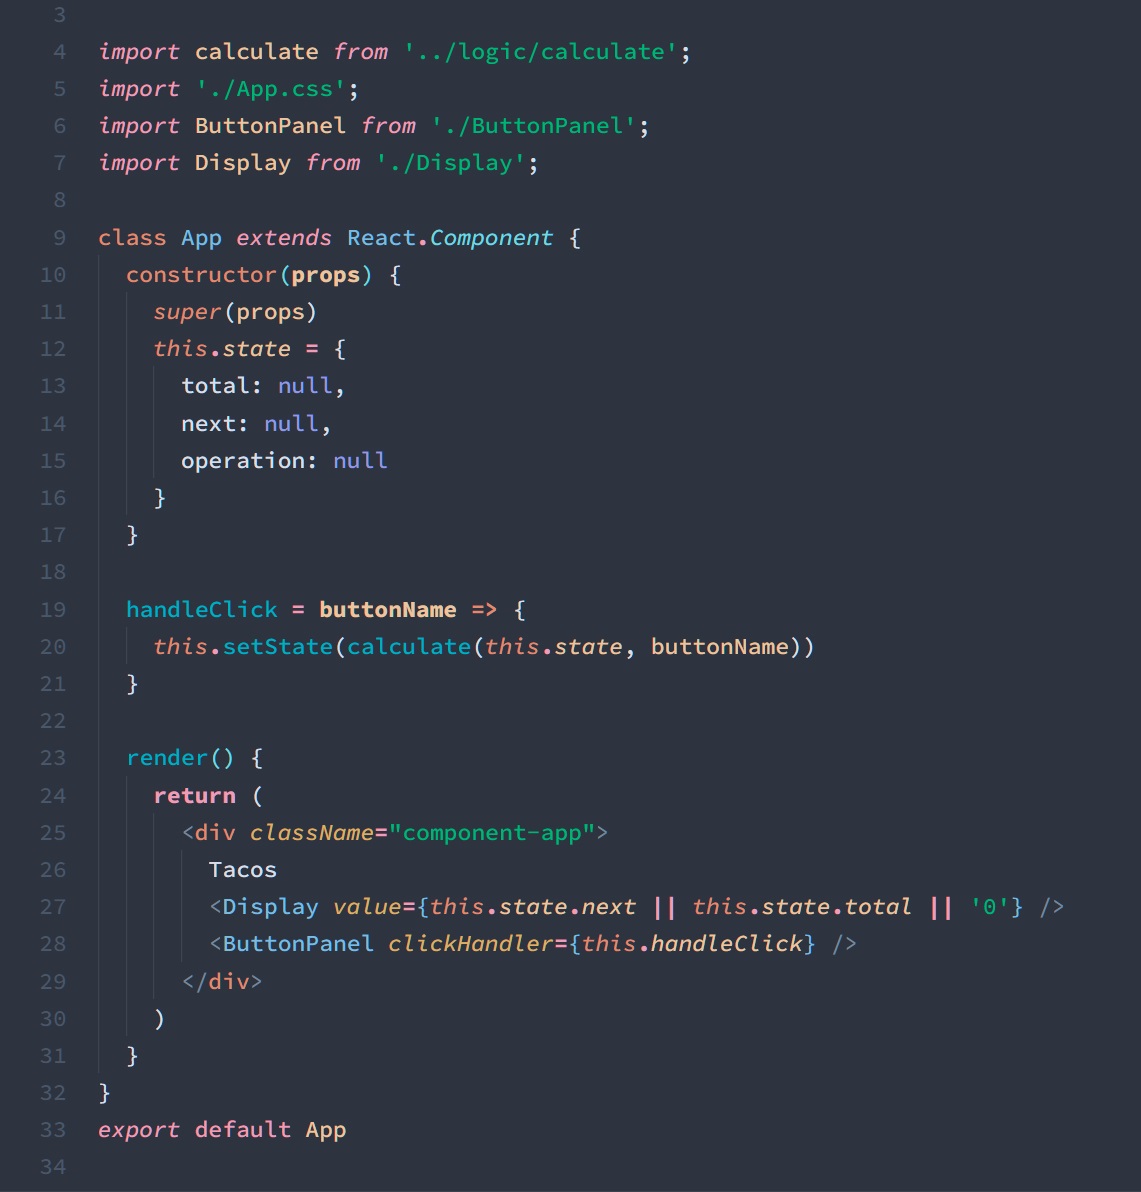 3
4 import calculate from '../logic/calculate';
5 import './App.css';
6 import ButtonPanel from './ButtonPanel';
7 import Display from './Display';
8
9 class App extends React.Component {
10   constructor(props) {
11     super(props)
12     this.state = {
13       total: null,
14       next: null,
15       operation: null
16     }
17   }
18
19   handleClick = buttonName => {
20     this.setState(calculate(this.state, buttonName))
21   }
22
23   render() {
24     return (
25       <div className="component-app">
26         Tacos
27         <Display value={this.state.next || this.state.total || '0'} />
28         <ButtonPanel clickHandler={this.handleClick} />
29       </div>
30     )
31   }
32 }
33 export default App
34